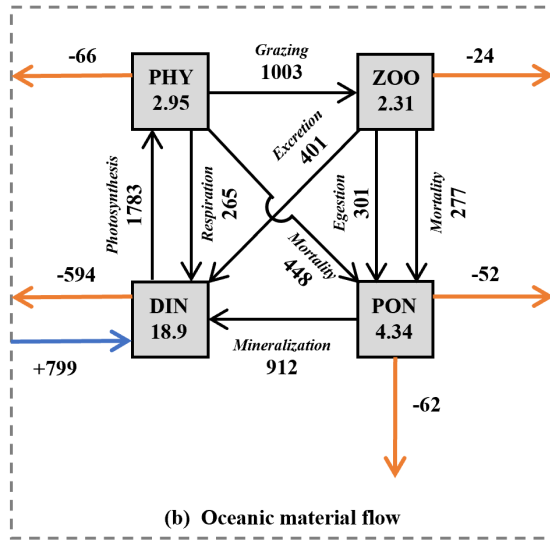 -66
PHY
2.95
Grazing
1003
ZOO
2.31
-24
Photosynthesis
1783
Respiration
265
Excretion
401
Egestion
301
Mortality
277
Mortality
448
-594
DIN
18.9
+799
Mineralization
912
PON
4.34
-52
-62
(b) Oceanic material flow